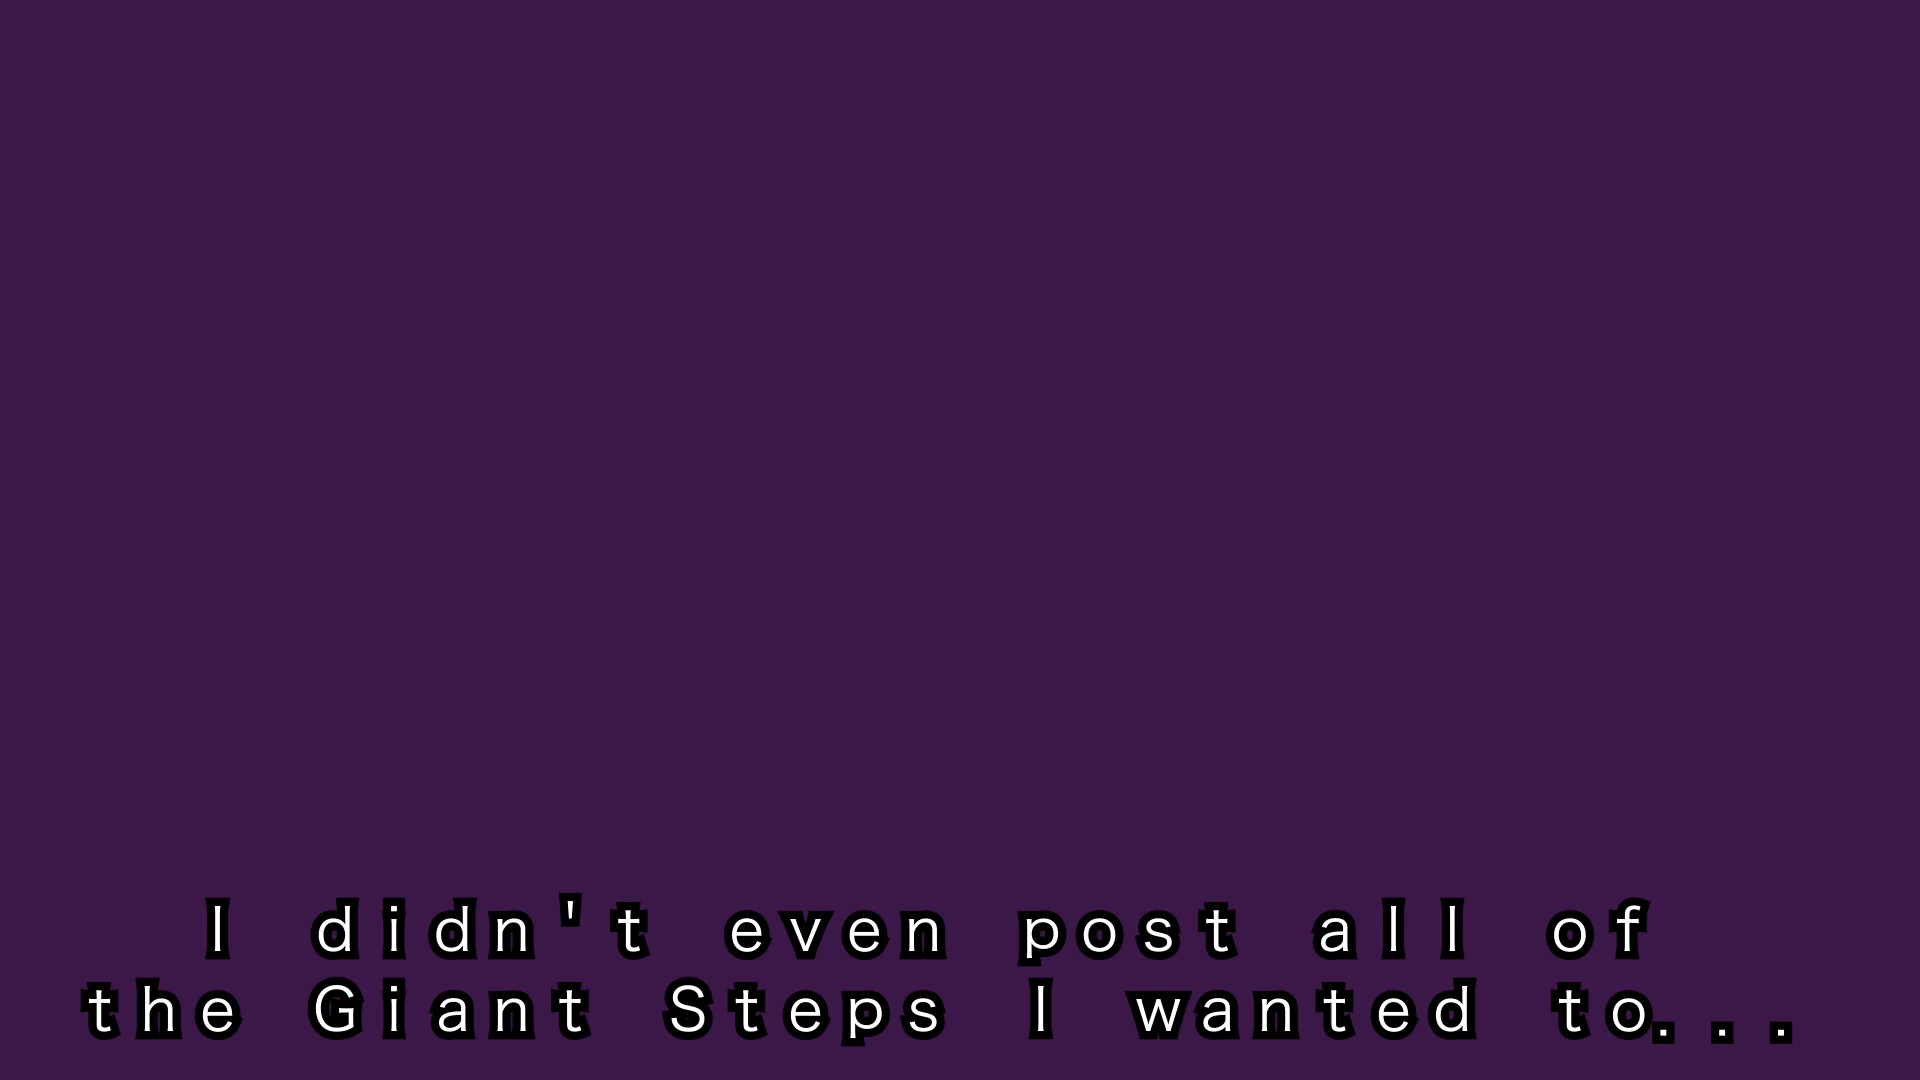 I didn't even post all of
the Giant Steps I wanted to...